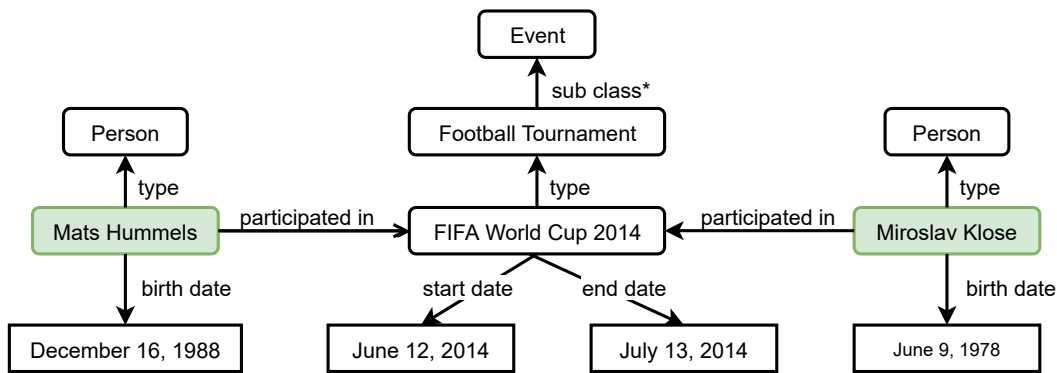 Event
sub class*
Person
Football Tournament
Person
type
type
type
Mats Hummels
participated in
FIFA World Cup 2014
participated in
Miroslav Klose
birth date
start date
end date
birth date
December 16, 1988
June 12, 2014
July 13, 2014
June 9, 1978